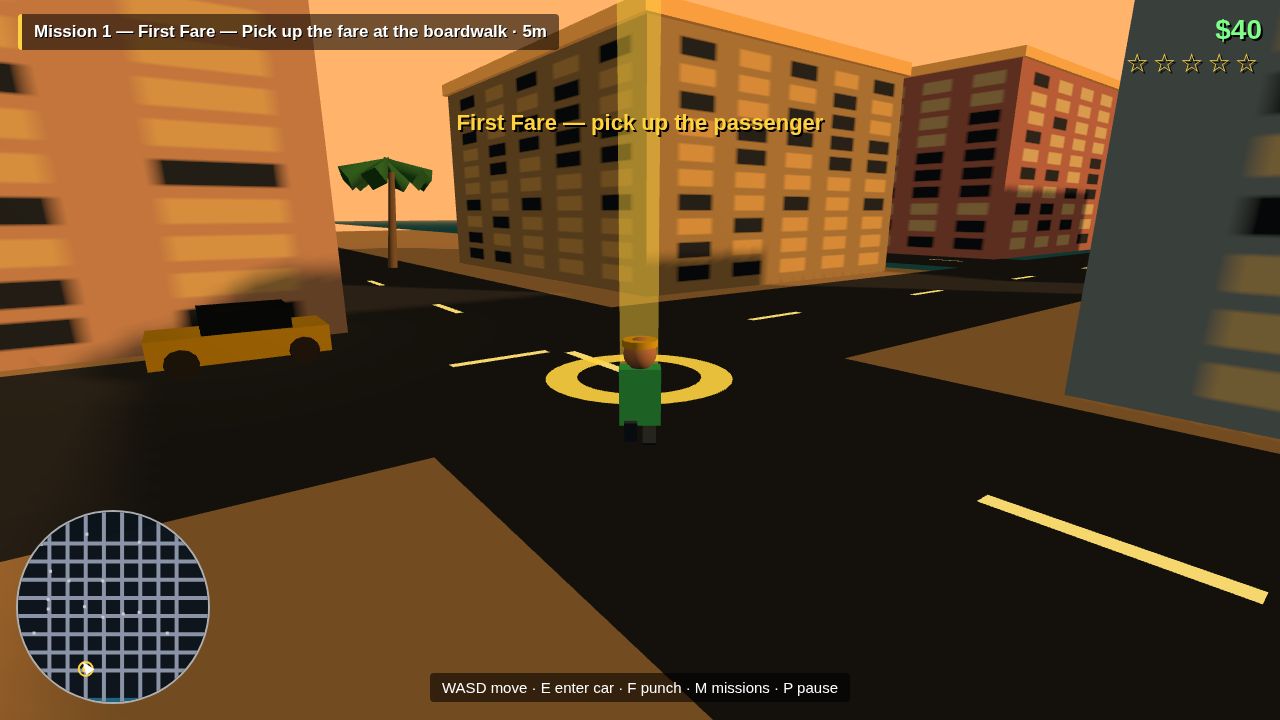 Mission 1 — First Fare — Pick up the fare at the boardwalk · 5m
$40
☆☆☆☆☆
First Fare — pick up the passenger
WASD move · E enter car · F punch · M missions · P pause